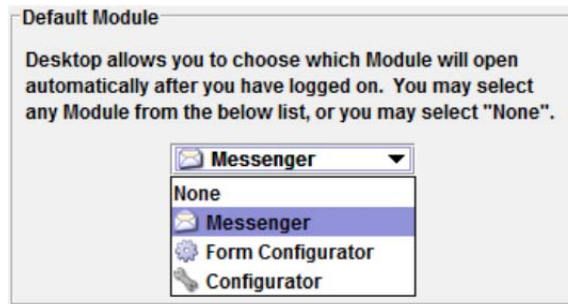 Default Module
Desktop allows you to choose which Module will open
automatically after you have logged on. You may select
any Module from the below list, or you may select "None".
Messenger
None
Messenger
Form Configurator
Configurator